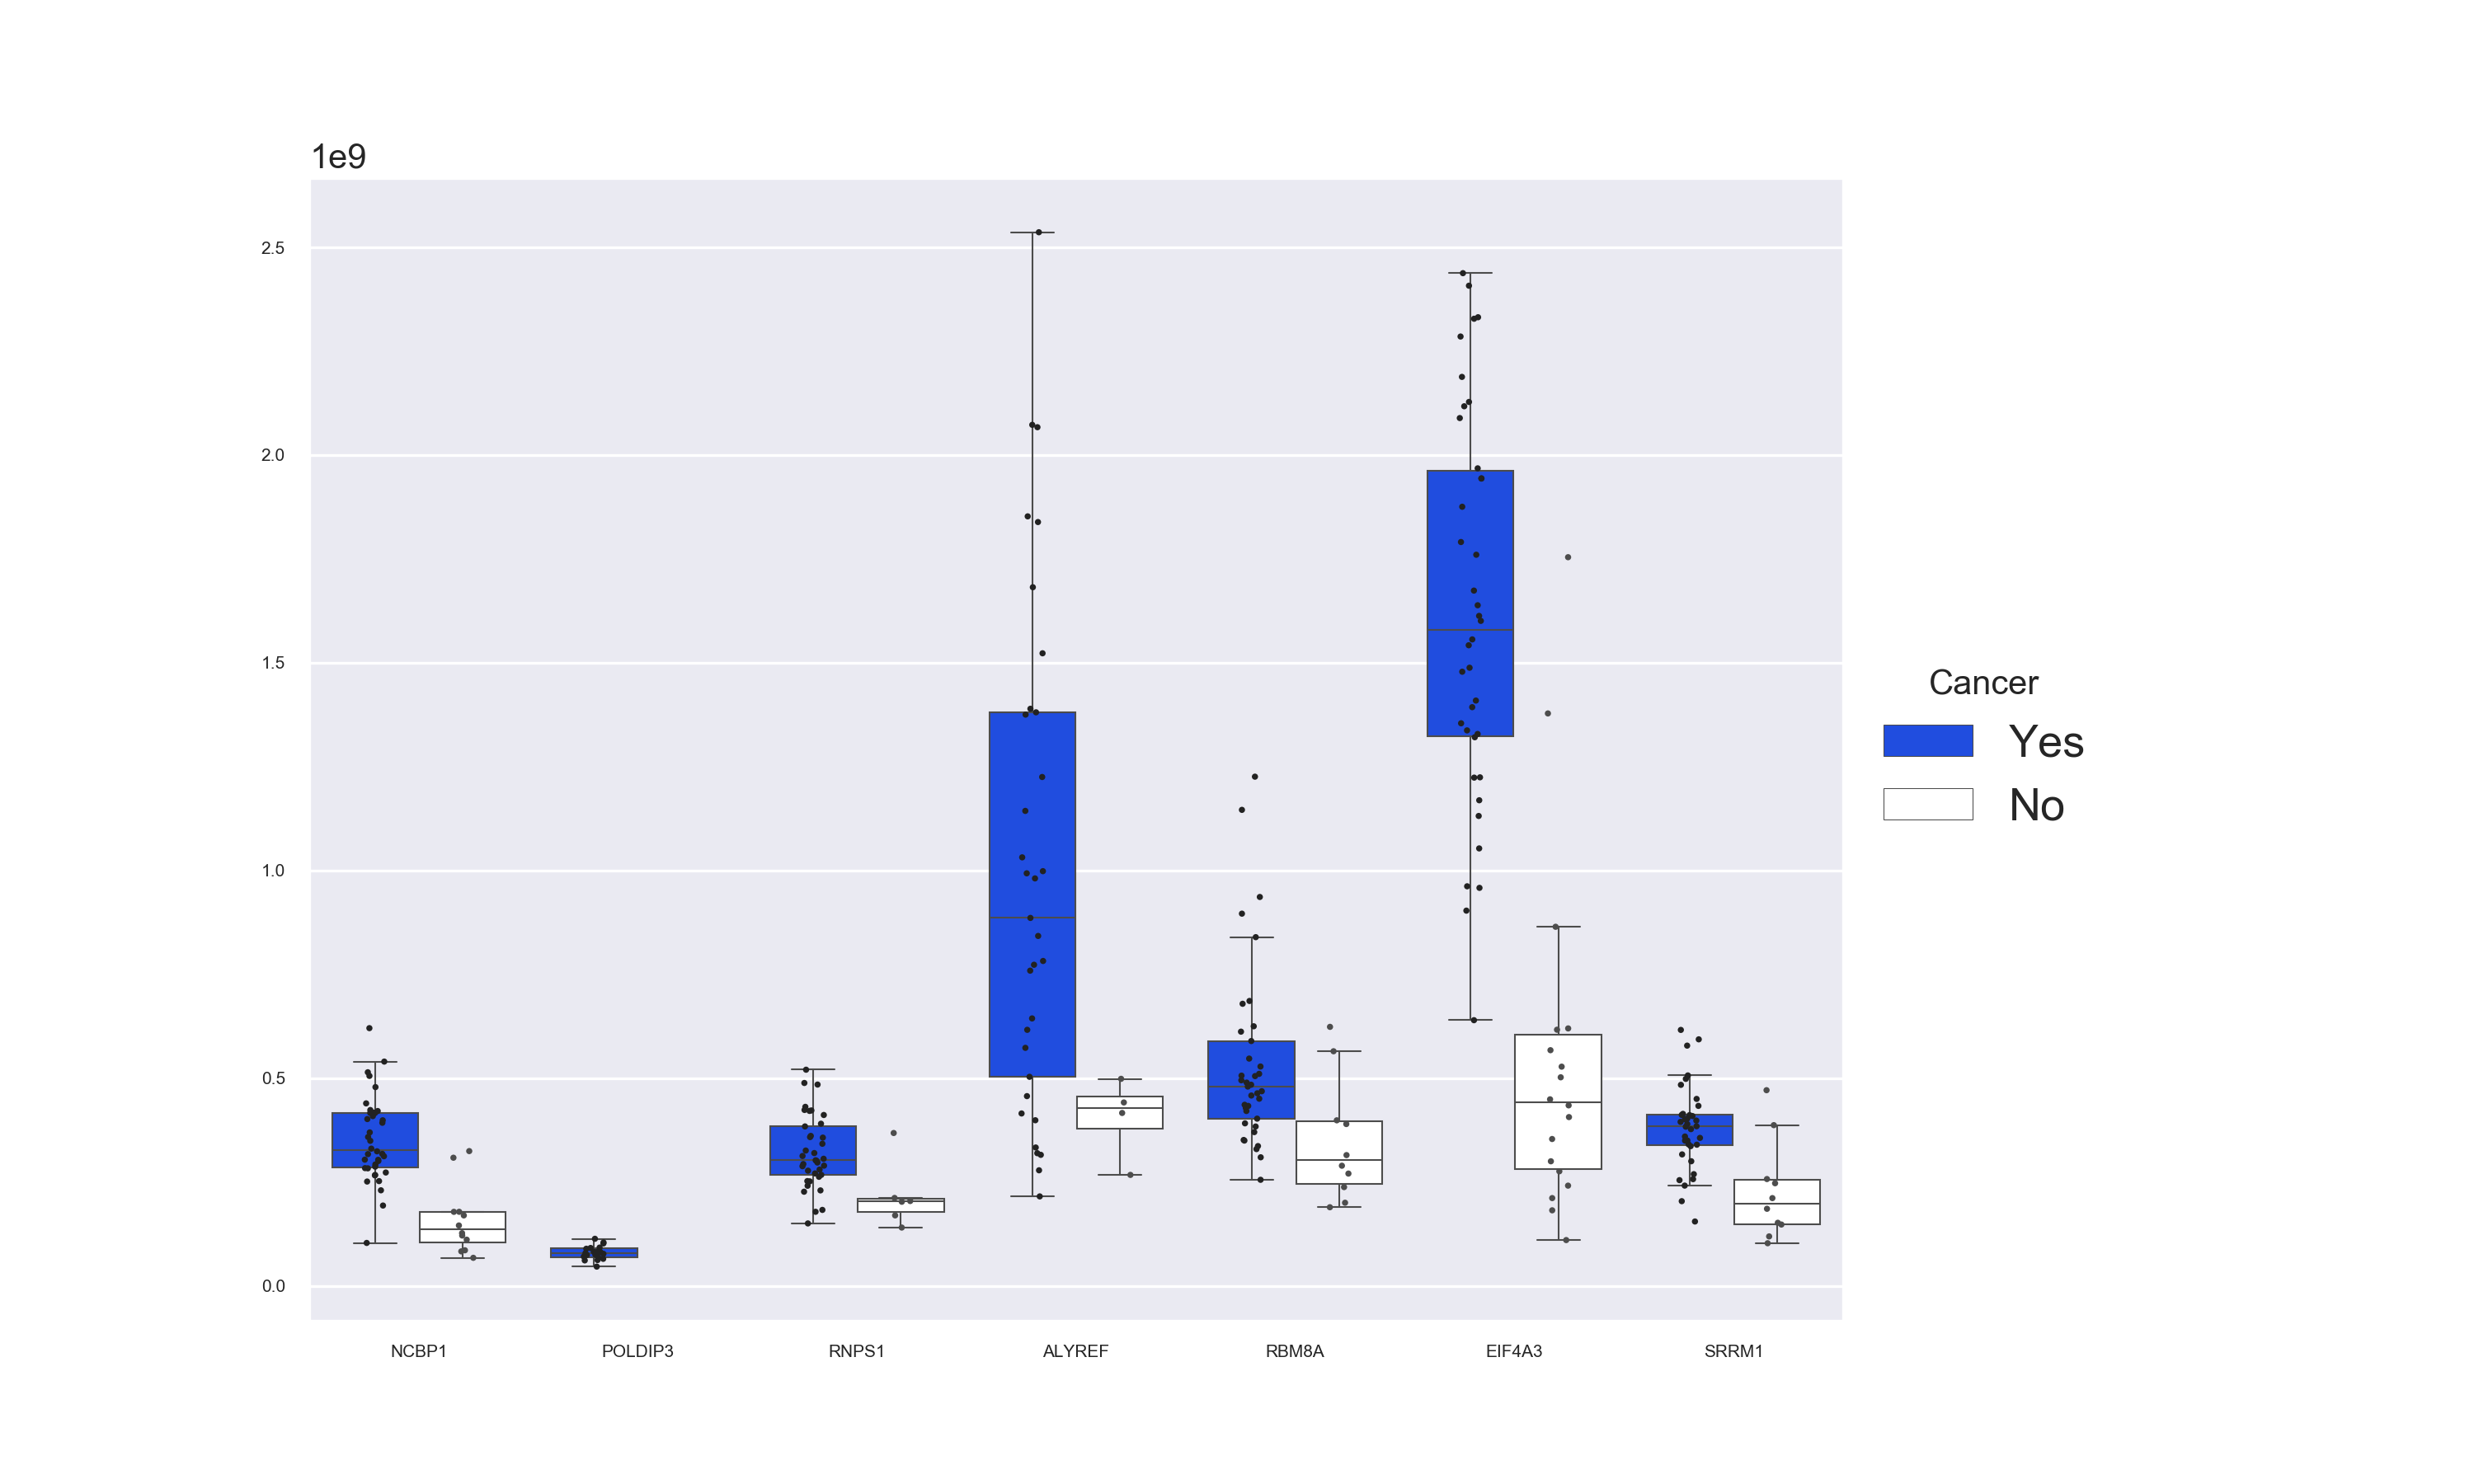 1e9
2.5
2.0
1.5
1.0
0.5
0.0
NCBP1 POLDIP3 RNPS1 ALYREF RBM8A EIF4A3 SRRM1
Cancer
Yes
No